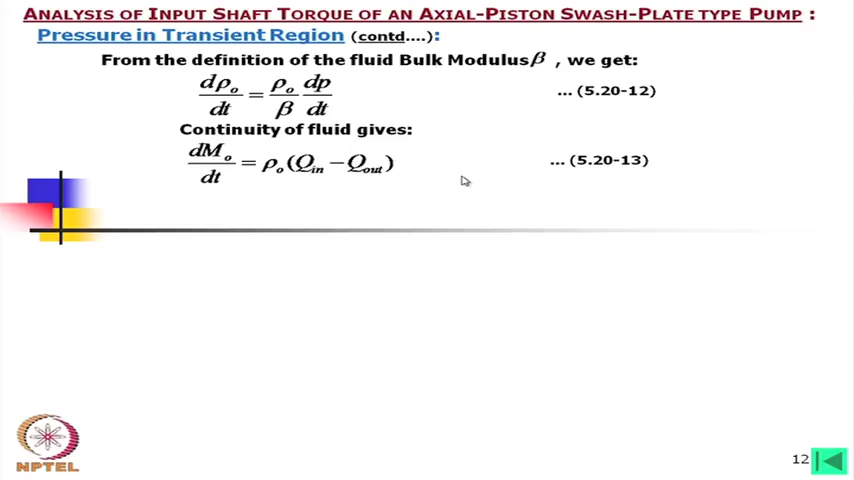 ANALYSIS OF INPUT SHAFT TORQUE OF AN AXIAL-PISTON SWASH-PLATE TYPE PUMP :
Pressure in Transient Region (contd....):
From the definition of the fluid Bulk Modulus β , we get:
dρₒ/dt = ρₒ/β dp/dt ... (5.20-12)
Continuity of fluid gives:
dMₒ/dt = ρₒ(Q_in − Q_out) ... (5.20-13)
NPTEL
12